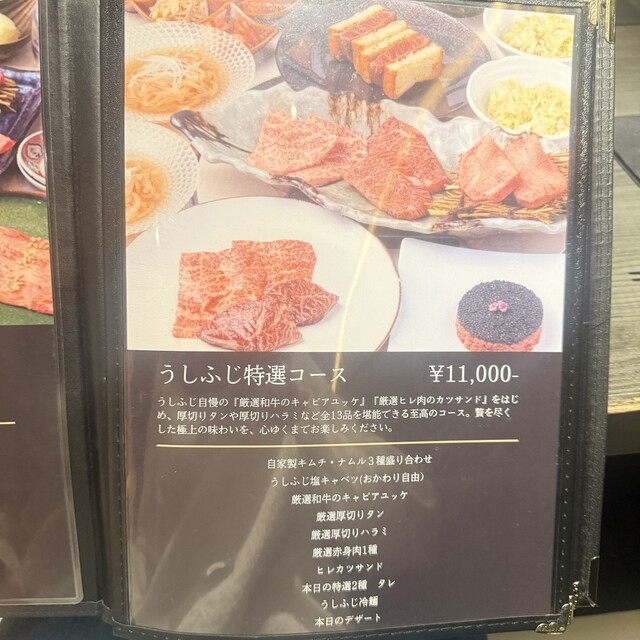 うしふじ特選コース ¥11,000-
うしふじ自慢の『厳選和牛のキャビアユッケ』『厳選ヒレ肉のカツサンド』をはじ
め、厚切りタンや厚切りハラミなど全13品を堪能できる至高のコース。贅を尽く
した極上の味わいを、心ゆくまでお楽しみください。
自家製キムチ・ナムル3種盛り合わせ
うしふじ塩キャベツ(おかわり自由)
厳選和牛のキャビアユッケ
厳選厚切りタン
厳選厚切りハラミ
厳選赤身肉1種
ヒレカツサンド
本日の特選2種 タレ
うしふじ冷麺
本日のデザート